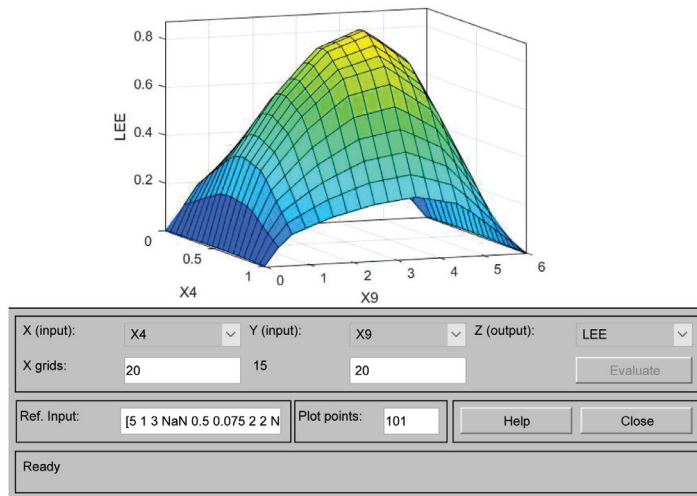 0.8
0.6
0.4
0.2
0
LEE
0.5
1
X4
0
1
2
3
4
5
6
X9
X (input):
X4
Y (input):
X9
Z (output):
LEE
X grids:
20
15
20
Evaluate
Ref. Input:
[5 1 3 NaN 0.5 0.075 2 2 N
Plot points:
101
Help
Close
Ready